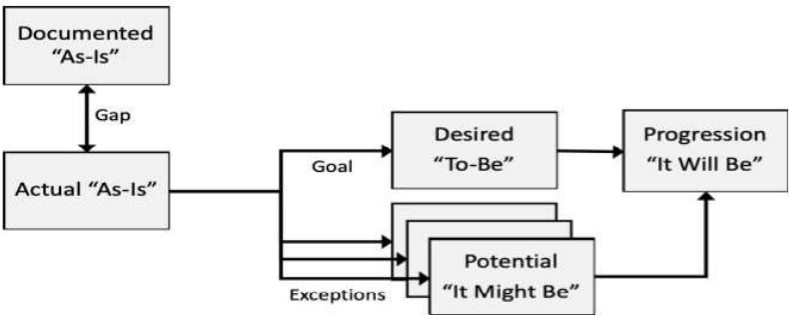 Documented
“As-Is”
Gap
Actual “As-Is”
Goal
Desired
“To-Be”
Progression
“It Will Be”
Exceptions
Potential
“It Might Be”